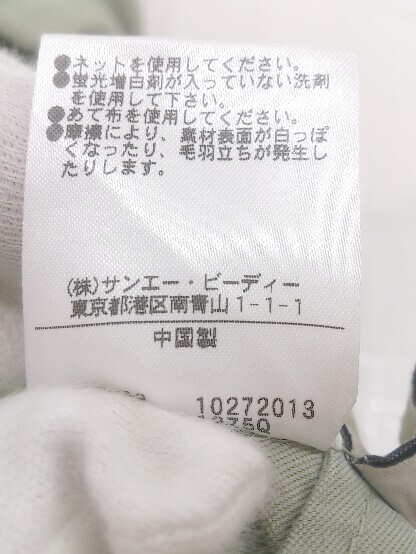 ●ネットを使用してください。
●蛍光増白剤が入っていない洗剤
を使用して下さい。
●あて布を使用してください。
●摩擦により、素材表面が白っぽ
くなったり、毛羽立ちが発生し
たりします。
(株)サンエー・ビーディー
東京都港区南青山1-1-1
中国製
10272013